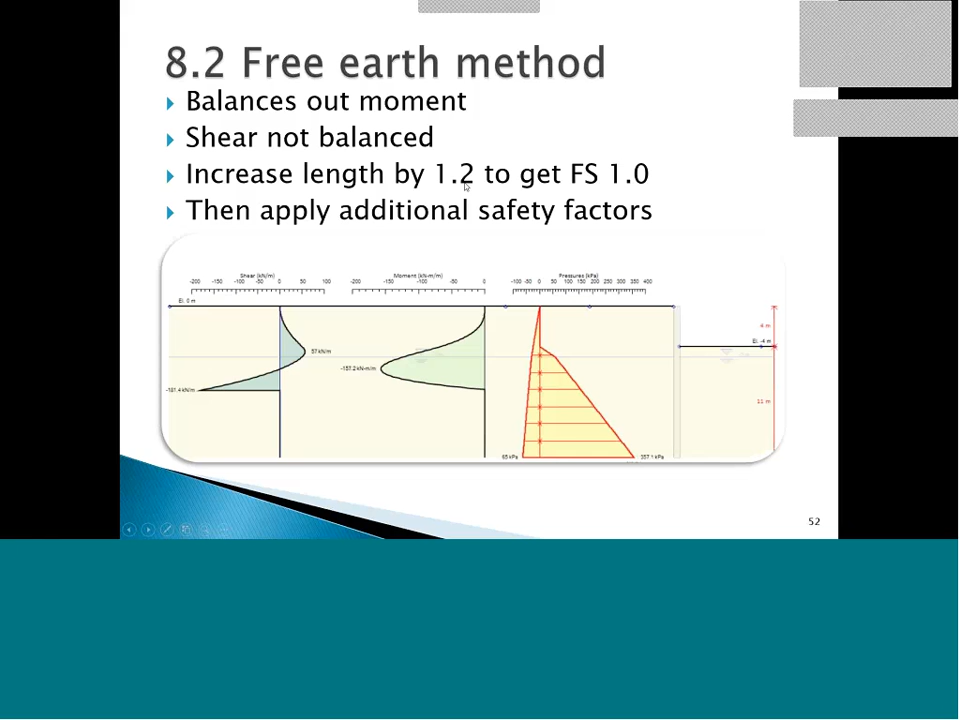 8.2 Free earth method
Balances out moment
Shear not balanced
Increase length by 1.2 to get FS 1.0
Then apply additional safety factors
Shear (kN/m) Moment (kN-m/m) Pressures (kPa)
-200 -150 -100 -50 0 50 100 -200 -150 -100 -50 0 -100 -50 0 50 100 150 200 250 300 350 400
El. 0 m
4 m
El. -4 m
57 kN/m
-157.2 kN-m/m
-181.4 kN/m
11 m
65 kPa 357.1 kPa
52